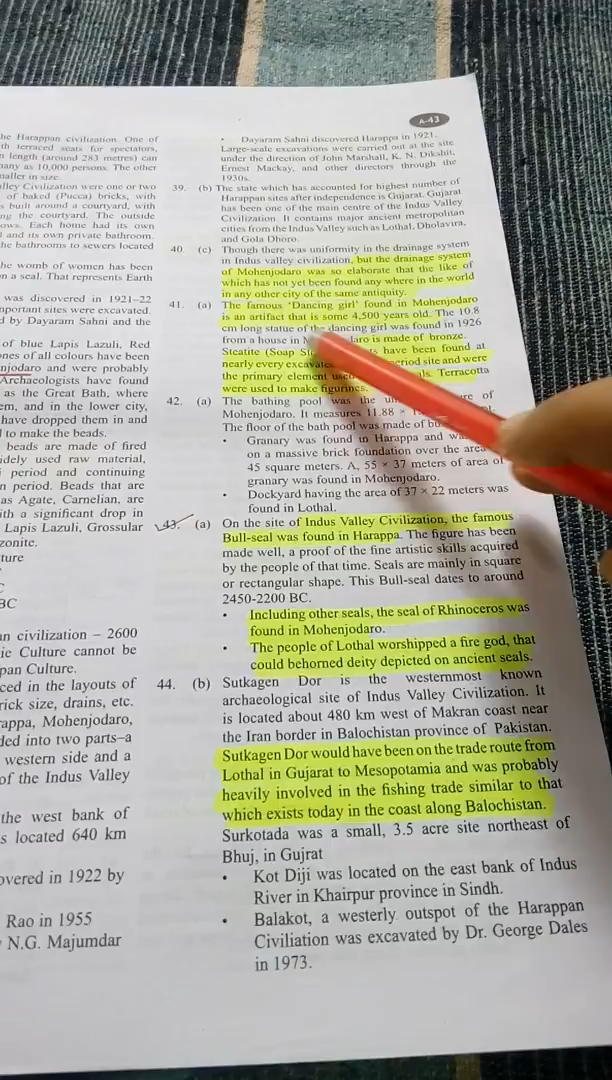 A-43
he Harappan civilization. One of
th terraced seats for spectators,
n length (around 283 metres) can
nany as 10,000 persons. The other
naller in size.
lley Civilization were one or two
of baked (Pucca) bricks, with
s built around a courtyard, with
ng the courtyard. The outside
ows. Each home had its own
l and its own private bathroom.
he bathrooms to sewers located
he womb of women has been
n a seal. That represents Earth
was discovered in 1921–22
nportant sites were excavated.
d by Dayaram Sahni and the
of blue Lapis Lazuli, Red
ones of all colours have been
njodaro and were probably
Archaeologists have found
as the Great Bath, where
em, and in the lower city,
have dropped them in and
l to make the beads.
beads are made of fired
idely used raw material,
i period and continuing
n period. Beads that are
as Agate, Carnelian, are
ith a significant drop in
Lapis Lazuli, Grossular
zonite.
ture
BC
an civilization – 2600
ie Culture cannot be
pan Culture.
ced in the layouts of
rick size, drains, etc.
rappa, Mohenjodaro,
ded into two parts–a
western side and a
of the Indus Valley
the west bank of
s located 640 km
overed in 1922 by
Rao in 1955
N.G. Majumdar
• Dayaram Sahni discovered Harappa in 1921.
Large-scale excavations were carried out at the site
under the direction of John Marshall, K. N. Dikshit,
Ernest Mackay, and other directors through the
1930s.
39. (b) The state which has accounted for highest number of
Harappan sites after independence is Gujarat. Gujarat
has been one of the main centre of the Indus Valley
Civilization. It contains major ancient metropolitan
cities from the Indus Valley such as Lothal, Dholavira,
and Gola Dhoro.
40. (c) Though there was uniformity in the drainage system
in Indus valley civilization, but the drainage system
of Mohenjodaro was so elaborate that the like of
which has not yet been found any where in the world
in any other city of the same antiquity.
41. (a) The famous 'Dancing girl' found in Mohenjodaro
is an artifact that is some 4,500 years old. The 10.8
cm long statue of the dancing girl was found in 1926
from a house in M daro is made of bronze.
Steatite (Soap have been found at
nearly every period site and were
the primary element Terracotta
were used to make figurines.
42. (a) The bathing pool was the of
Mohenjodaro. It measures 11.88 ×
The floor of the bath pool was made of
• Granary was found in Harappa and
on a massive brick foundation over the area
45 square meters. A, 55 × 37 meters of area of
granary was found in Mohenjodaro.
• Dockyard having the area of 37 × 22 meters was
found in Lothal.
43. (a) On the site of Indus Valley Civilization, the famous
Bull-seal was found in Harappa. The figure has been
made well, a proof of the fine artistic skills acquired
by the people of that time. Seals are mainly in square
or rectangular shape. This Bull-seal dates to around
2450-2200 BC.
• Including other seals, the seal of Rhinoceros was
found in Mohenjodaro.
• The people of Lothal worshipped a fire god, that
could behorned deity depicted on ancient seals.
44. (b) Sutkagen Dor is the westernmost known
archaeological site of Indus Valley Civilization. It
is located about 480 km west of Makran coast near
the Iran border in Balochistan province of Pakistan.
Sutkagen Dor would have been on the trade route from
Lothal in Gujarat to Mesopotamia and was probably
heavily involved in the fishing trade similar to that
which exists today in the coast along Balochistan.
Surkotada was a small, 3.5 acre site northeast of
Bhuj, in Gujrat
• Kot Diji was located on the east bank of Indus
River in Khairpur province in Sindh.
• Balakot, a westerly outspot of the Harappan
Civiliation was excavated by Dr. George Dales
in 1973.